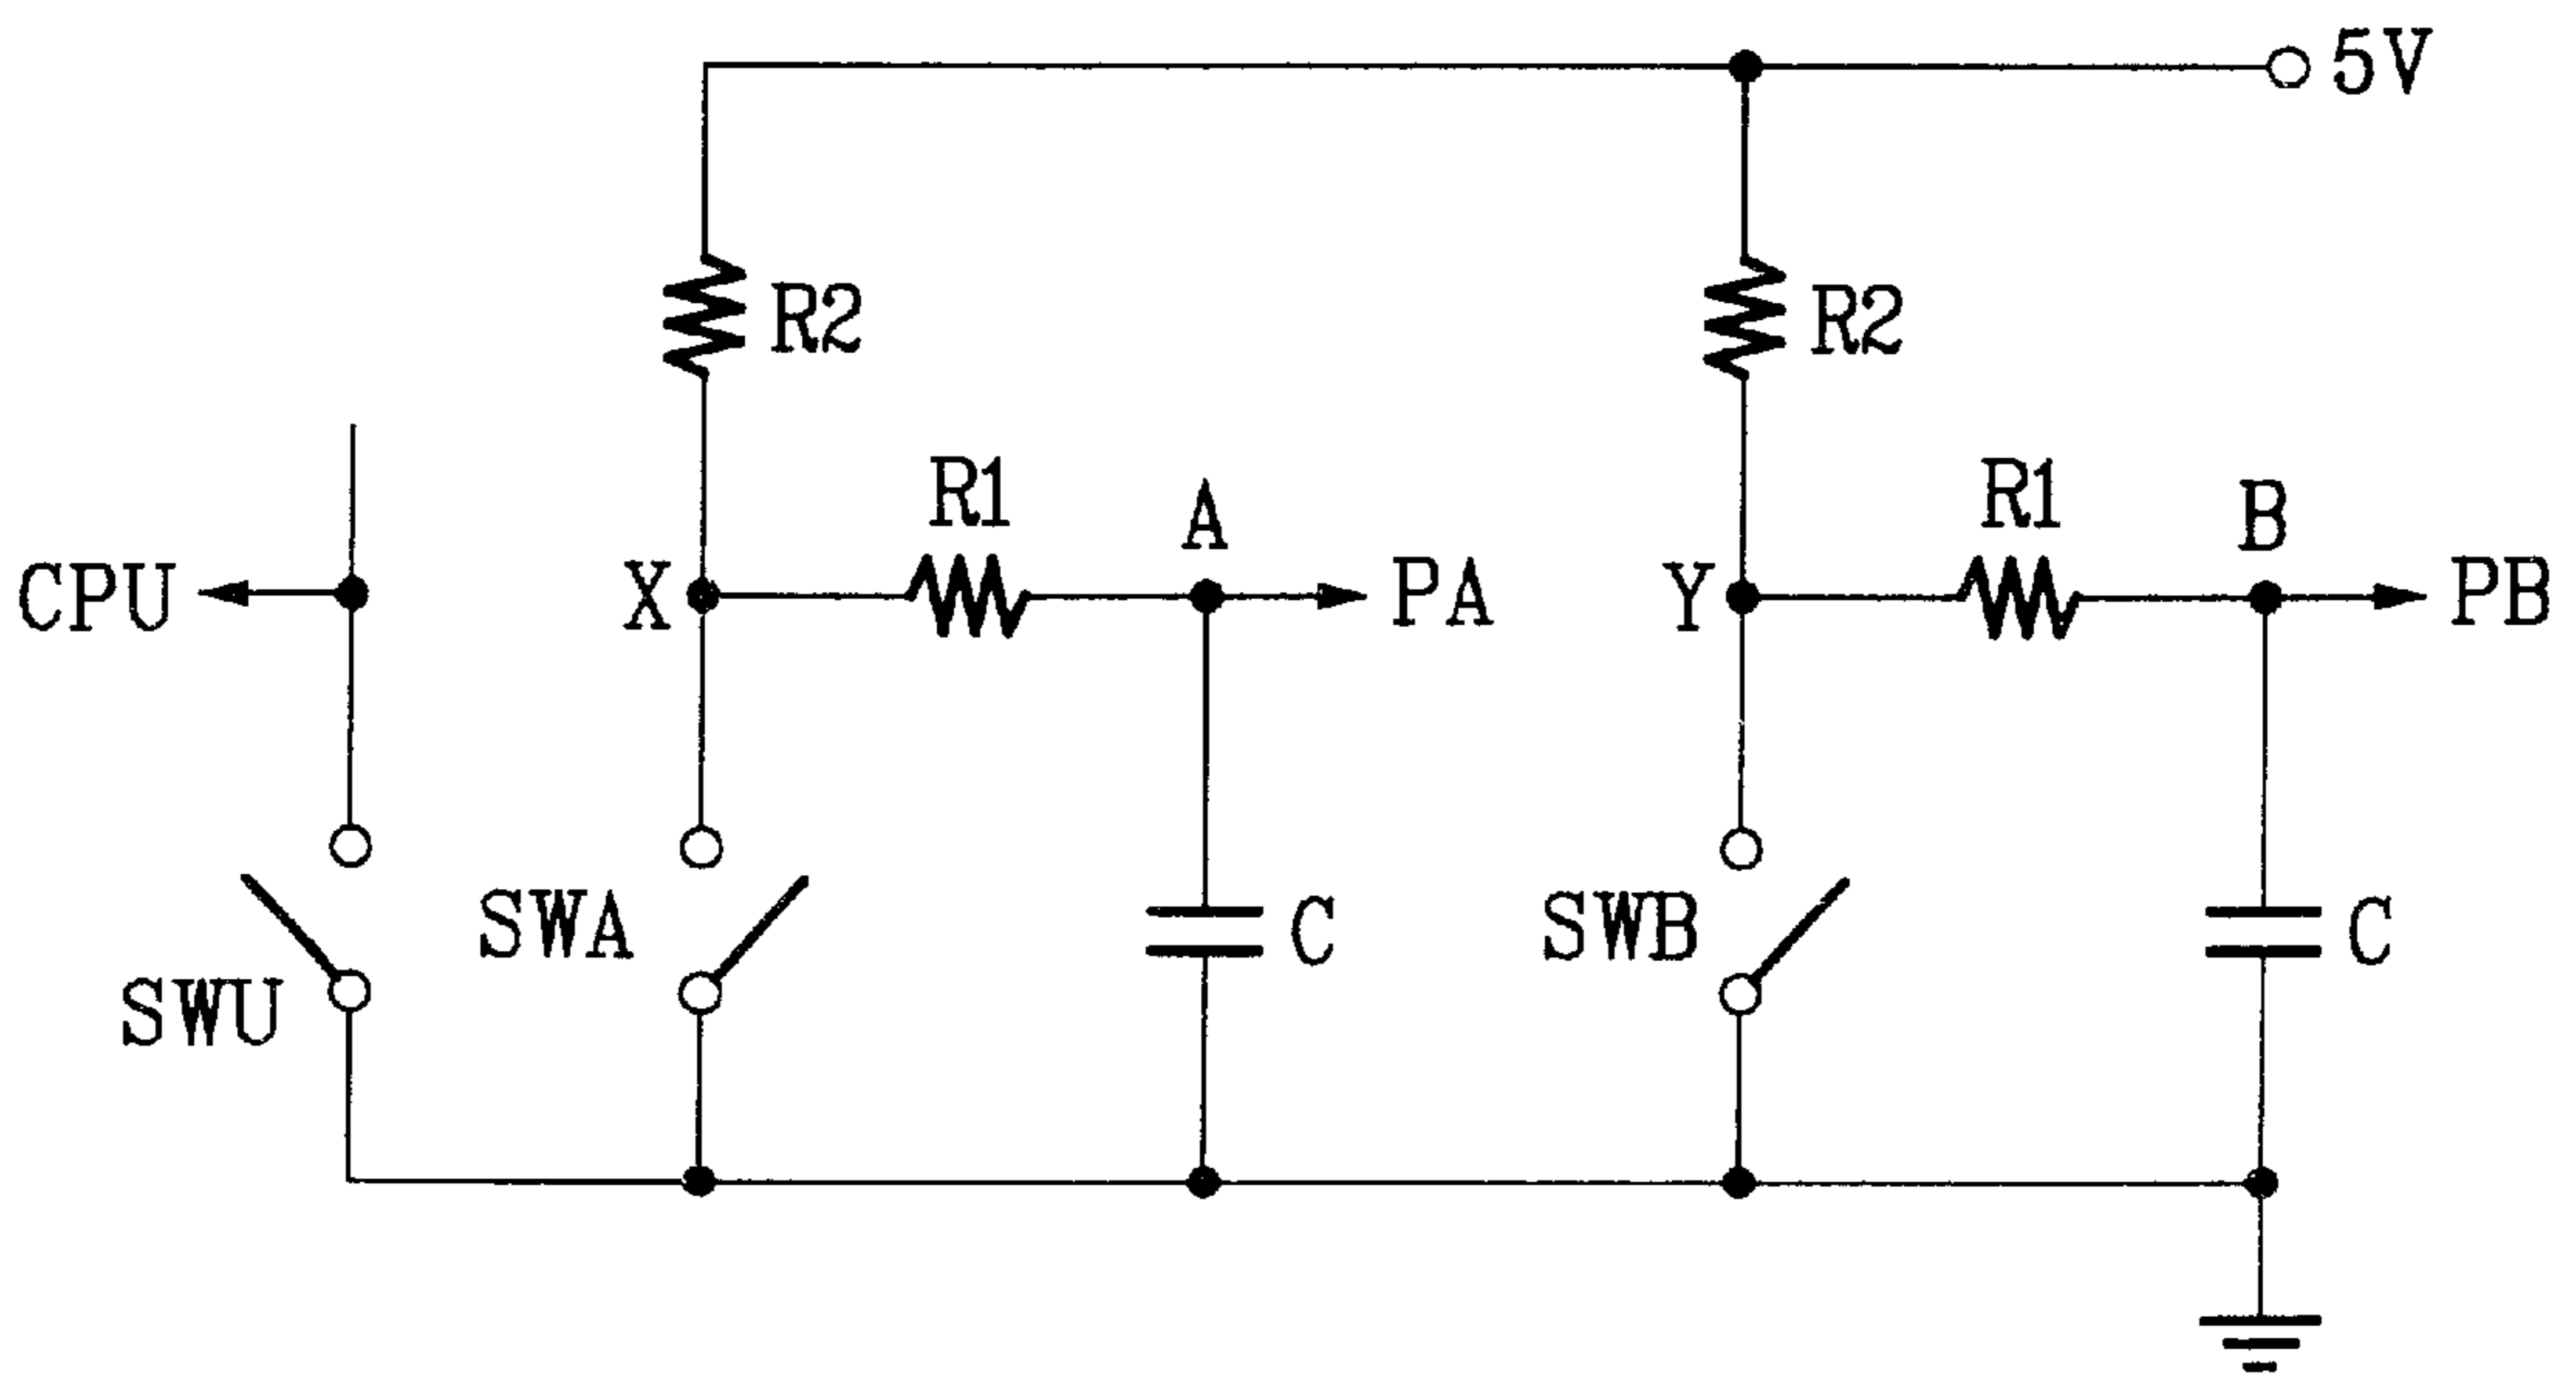 5V
R2 R2
R1 A R1 B
CPU X PA Y PB
SWA C SWB C
SWU